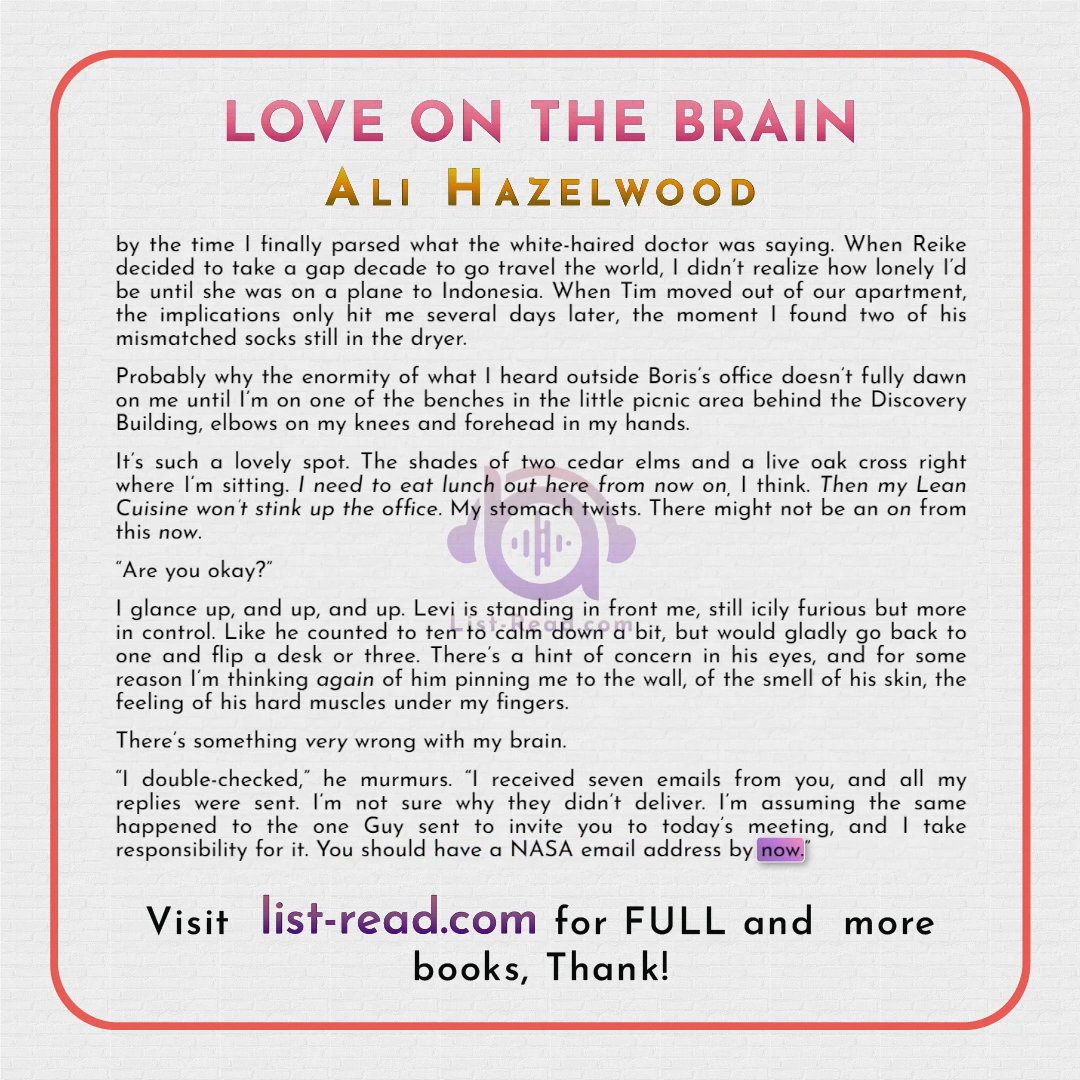 LOVE ON THE BRAIN
ALI HAZELWOOD
by the time I finally parsed what the white-haired doctor was saying. When Reike
decided to take a gap decade to go travel the world, I didn't realize how lonely I'd
be until she was on a plane to Indonesia. When Tim moved out of our apartment,
the implications only hit me several days later, the moment I found two of his
mismatched socks still in the dryer.
Probably why the enormity of what I heard outside Boris's office doesn't fully dawn
on me until I'm on one of the benches in the little picnic area behind the Discovery
Building, elbows on my knees and forehead in my hands.
It's such a lovely spot. The shades of two cedar elms and a live oak cross right
where I'm sitting. I need to eat lunch out here from now on, I think. Then my Lean
Cuisine won't stink up the office. My stomach twists. There might not be an on from
this now.
“Are you okay?”
I glance up, and up, and up. Levi is standing in front me, still icily furious but more
in control. Like he counted to ten to calm down a bit, but would gladly go back to
List-Read.com
one and flip a desk or three. There's a hint of concern in his eyes, and for some
reason I'm thinking again of him pinning me to the wall, of the smell of his skin, the
feeling of his hard muscles under my fingers.
There's something very wrong with my brain.
“I double-checked,” he murmurs. “I received seven emails from you, and all my
replies were sent. I'm not sure why they didn't deliver. I'm assuming the same
happened to the one Guy sent to invite you to today's meeting, and I take
responsibility for it. You should have a NASA email address by now.”
Visit list-read.com for FULL and more
books, Thank!